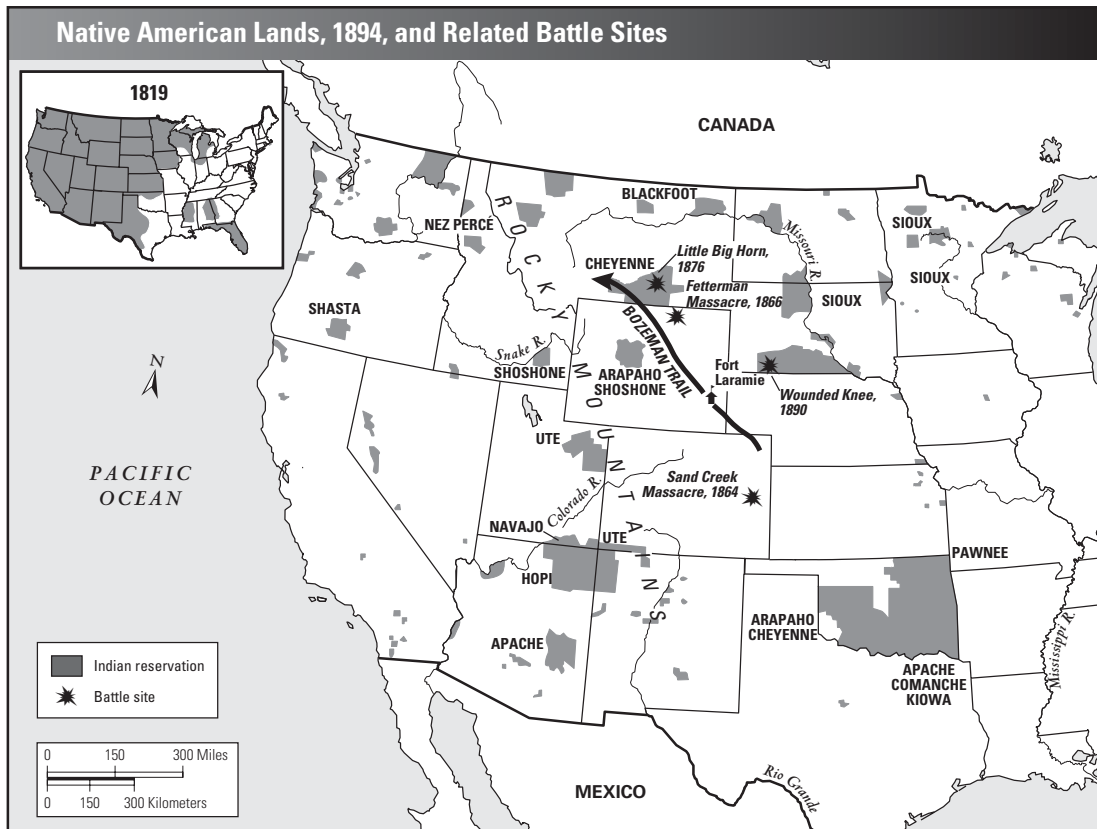 Native American Lands, 1894, and Related Battle Sites
1819
CANADA
BLACKFOOT
NEZ PERCÉ
ROCKY MOUNTAINS
Missouri R.
SIOUX
SIOUX
Little Big Horn,
1876
CHEYENNE
Fetterman
Massacre, 1866
SIOUX
SHASTA
BOZEMAN TRAIL
Snake R.
SHOSHONE
ARAPAHO
SHOSHONE
Fort
Laramie
Wounded Knee,
1890
N
UTE
PACIFIC
OCEAN
Sand Creek
Massacre, 1864
Colorado R.
NAVAJO
UTE
HOPI
PAWNEE
ARAPAHO
CHEYENNE
APACHE
Mississippi R.
APACHE
COMANCHE
KIOWA
Indian reservation
Battle site
0 150 300 Miles
0 150 300 Kilometers
MEXICO
Rio Grande